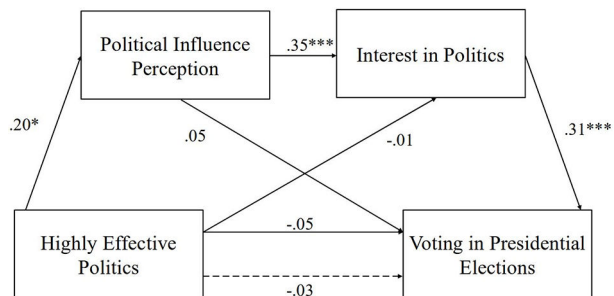 Political Influence
Perception
.35***
Interest in Politics
.20*
.05
-.01
.31***
Highly Effective
Politics
-.05
-.03
Voting in Presidential
Elections